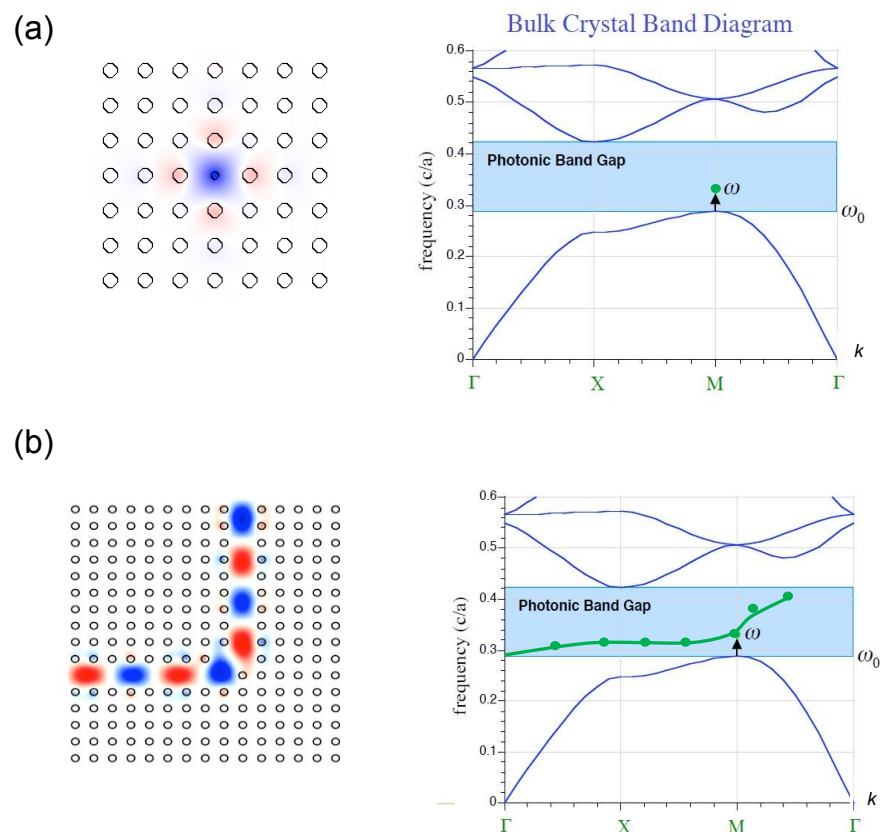 (a)
Bulk Crystal Band Diagram
frequency (c/a)
0.6
0.5
0.4
0.3
0.2
0.1
0
Photonic Band Gap
ω
ω0
k
Γ X M Γ
(b)
frequency (c/a)
0.6
0.5
0.4
0.3
0.2
0.1
0
Photonic Band Gap
ω
ω0
k
Γ X M Γ